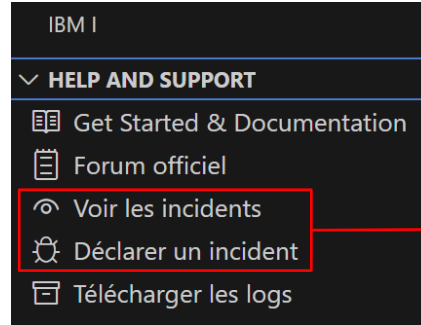 IBM I
HELP AND SUPPORT
Get Started & Documentation
Forum officiel
Voir les incidents
Déclarer un incident
Télécharger les logs